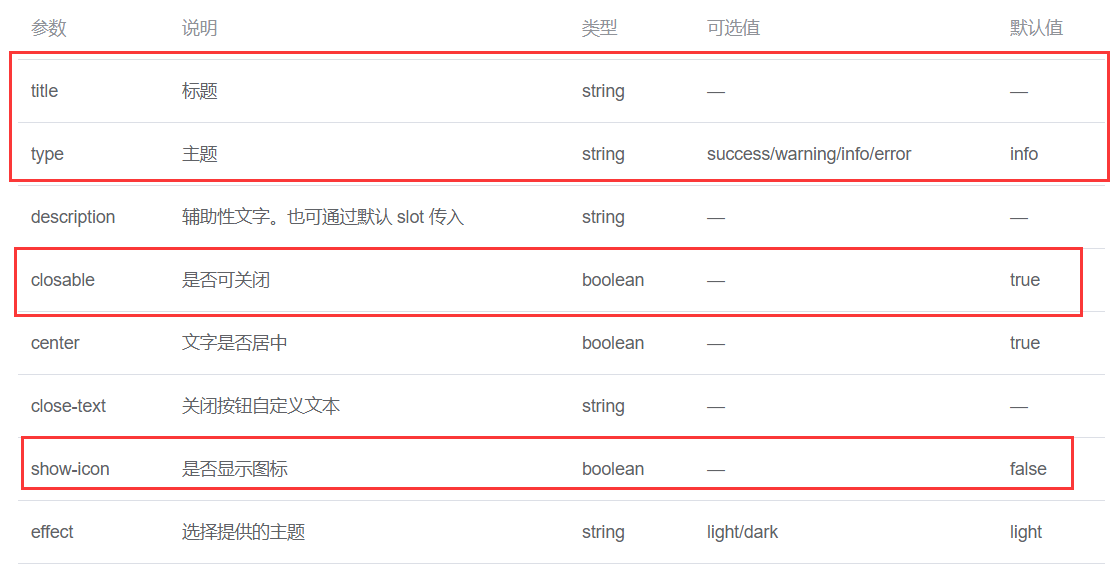 参数 说明 类型 可选值 默认值
title 标题 string — —
type 主题 string success/warning/info/error info
description 辅助性文字。也可通过默认 slot 传入 string — —
closable 是否可关闭 boolean — true
center 文字是否居中 boolean — true
close-text 关闭按钮自定义文本 string — —
show-icon 是否显示图标 boolean — false
effect 选择提供的主题 string light/dark light